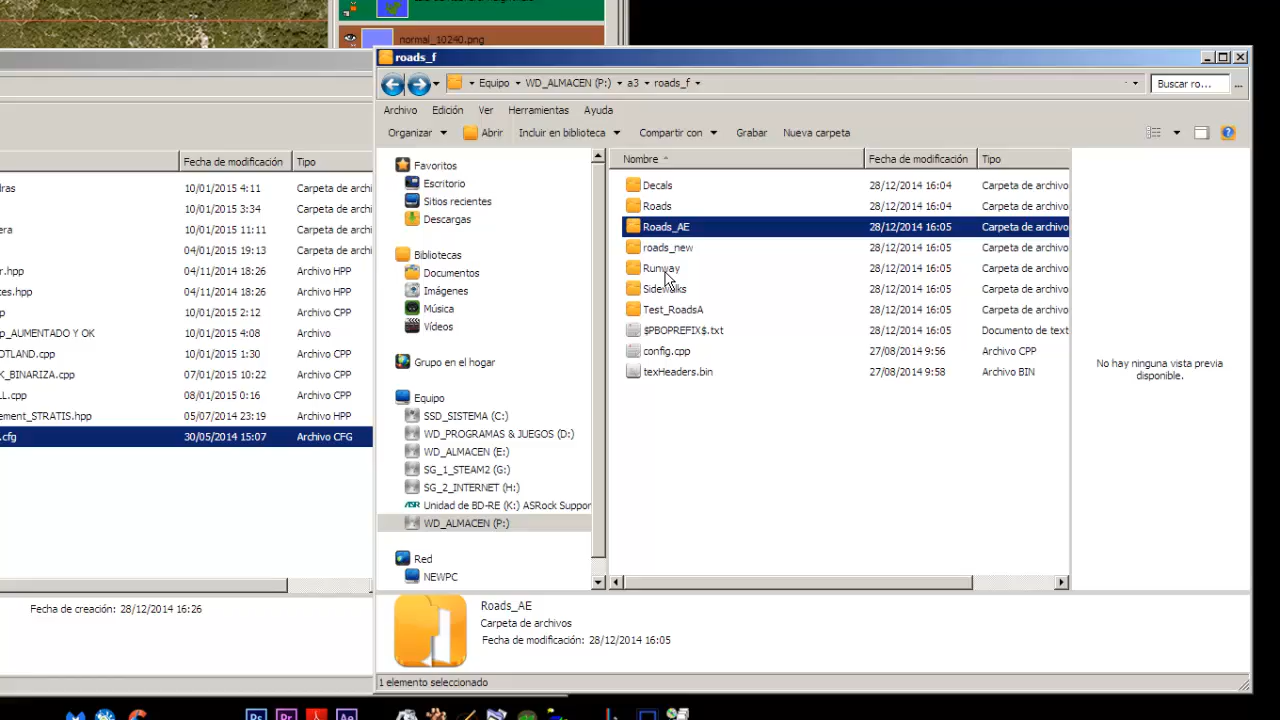 normal_10240.png
roads_f
Equipo WD_ALMACEN (P:) a3 roads_f
Buscar ro...
Archivo Edición Ver Herramientas Ayuda
Organizar Abrir Incluir en biblioteca Compartir con Grabar Nueva carpeta
Fecha de modificación Tipo
10/01/2015 4:11 Carpeta de archi
10/01/2015 3:34 Carpeta de archi
10/01/2015 11:11 Carpeta de archi
04/01/2015 19:13 Carpeta de archi
r.hpp 04/11/2014 18:26 Archivo HPP
tes.hpp 04/11/2014 18:26 Archivo HPP
p 10/01/2015 2:12 Archivo CPP
p_AUMENTADO Y OK 10/01/2015 4:08 Archivo
OTLAND.cpp 10/01/2015 1:30 Archivo CPP
K_BINARIZA.cpp 07/01/2015 10:22 Archivo CPP
LL.cpp 08/01/2015 0:16 Archivo CPP
ement_STRATIS.hpp 05/07/2014 23:19 Archivo HPP
.cfg 30/05/2014 15:07 Archivo CFG
Fecha de creación: 28/12/2014 16:26
Favoritos
Escritorio
Sitios recientes
Descargas
Bibliotecas
Documentos
Imágenes
Música
Vídeos
Grupo en el hogar
Equipo
SSD_SISTEMA (C:)
WD_PROGRAMAS & JUEGOS (D:)
WD_ALMACEN (E:)
SG_1_STEAM2 (G:)
SG_2_INTERNET (H:)
ASR Unidad de BD-RE (K:) ASRock Suppor
WD_ALMACEN (P:)
Red
NEWPC
Nombre Fecha de modificación Tipo
Decals 28/12/2014 16:04 Carpeta de archivo
Roads 28/12/2014 16:04 Carpeta de archivo
Roads_AE 28/12/2014 16:05 Carpeta de archivo
roads_new 28/12/2014 16:05 Carpeta de archivo
Runway 28/12/2014 16:05 Carpeta de archivo
Sidewalks 28/12/2014 16:05 Carpeta de archivo
Test_RoadsA 28/12/2014 16:05 Carpeta de archivo
$PBOPREFIX$.txt 28/12/2014 16:05 Documento de text
config.cpp 27/08/2014 9:56 Archivo CPP
texHeaders.bin 27/08/2014 9:58 Archivo BIN
No hay ninguna vista previa
disponible.
Roads_AE
Carpeta de archivos
Fecha de modificación: 28/12/2014 16:05
1 elemento seleccionado
Ps Pr Ae